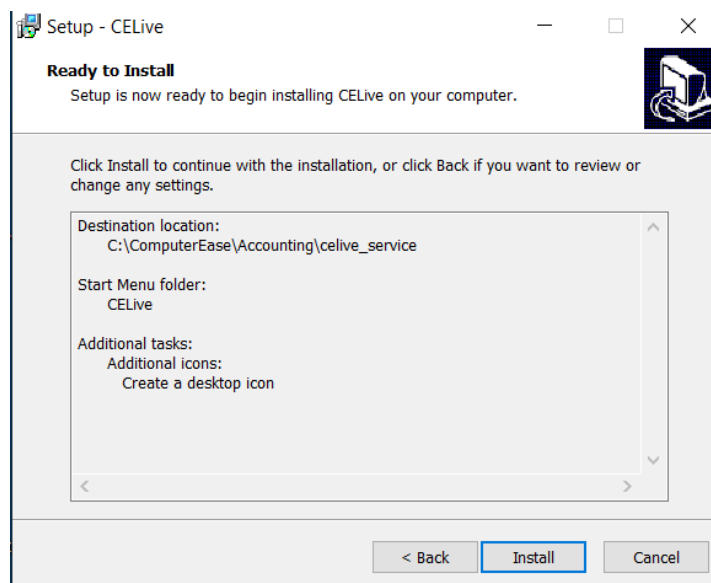 Setup - CELive
Ready to Install
Setup is now ready to begin installing CELive on your computer.
Click Install to continue with the installation, or click Back if you want to review or
change any settings.
Destination location:
C:\ComputerEase\Accounting\celive_service
Start Menu folder:
CELive
Additional tasks:
Additional icons:
Create a desktop icon
< Back
Install
Cancel